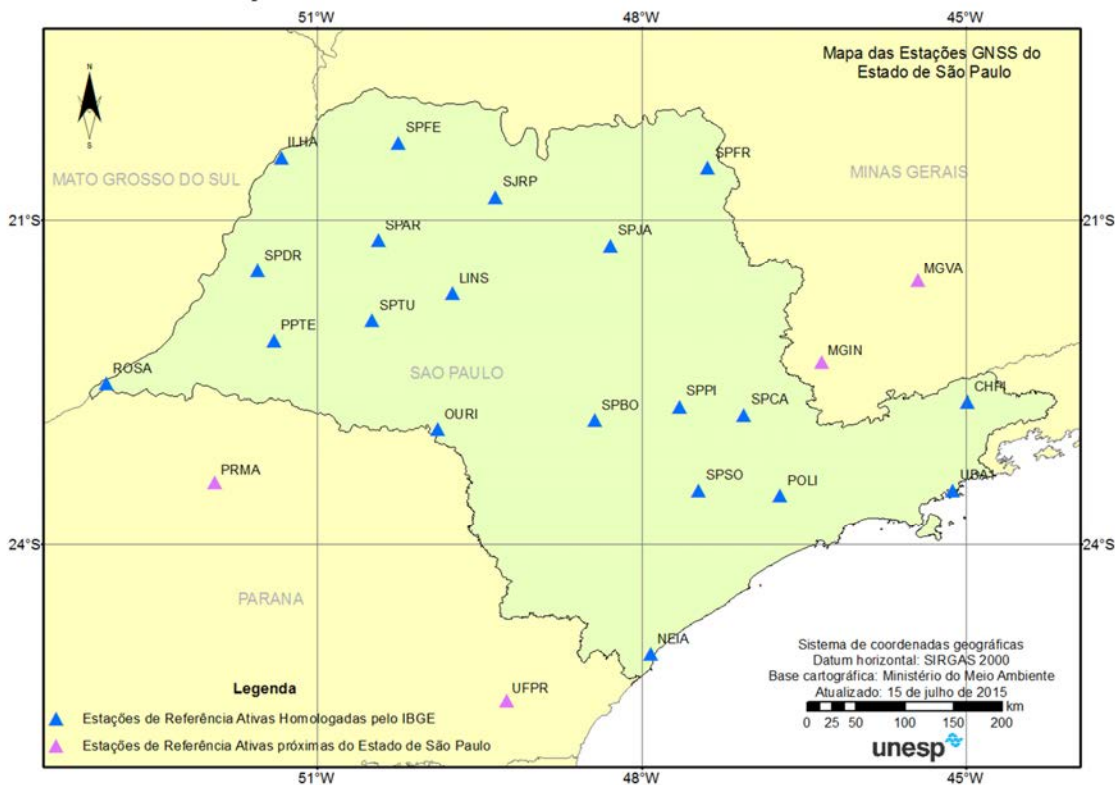 51°W
48°W
45°W
Mapa das Estações GNSS do
Estado de São Paulo
N
S
ILHA
SPFE
SPFR
MATO GROSSO DO SUL
MINAS GERAIS
SJRP
21°S
21°S
SPAR
SPJA
SPDR
LINS
MGVA
SPTU
PPTE
MGIN
ROSA
SAO PAULO
CHPI
SPPI
SPCA
SPBO
OURI
PRMA
SPSO
POLI
UBA1
24°S
24°S
PARANA
NEIA
Sistema de coordenadas geográficas
Datum horizontal: SIRGAS 2000
Base cartográfica: Ministério do Meio Ambiente
Atualizado: 15 de julho de 2015
km
0 25 50 100 150 200
unesp
UFPR
Legenda
Estações de Referência Ativas Homologadas pelo IBGE
Estações de Referência Ativas próximas do Estado de São Paulo
51°W
48°W
45°W